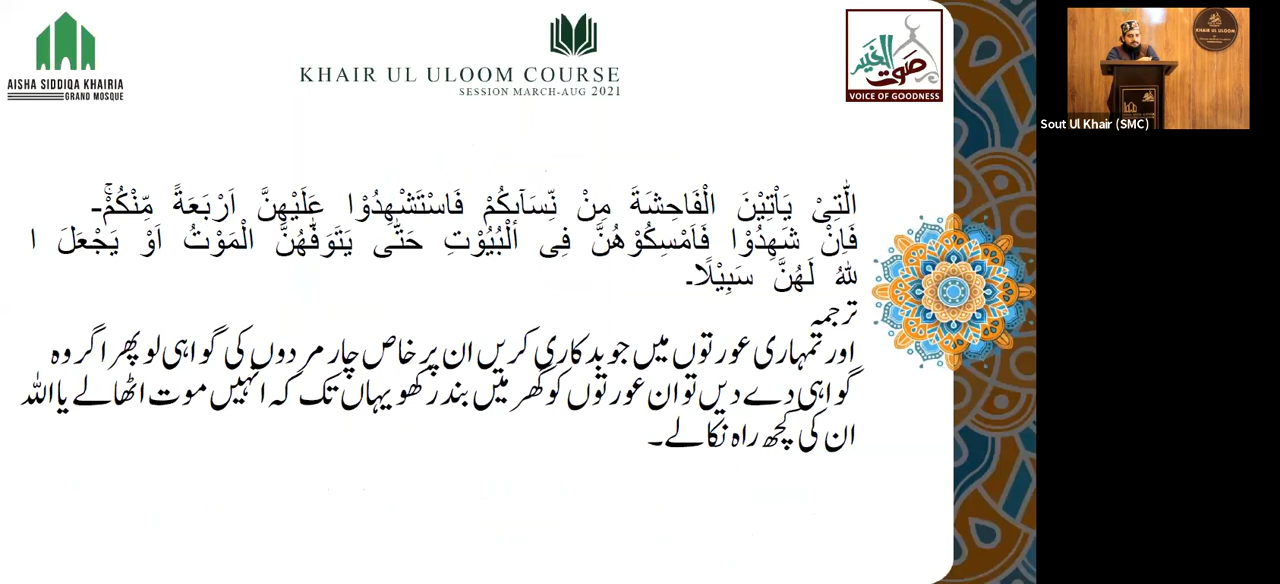 AISHA SIDDIQA KHAIRIA
GRAND MOSQUE
KHAIR UL ULOOM COURSE
SESSION MARCH-AUG 2021
صوت الخیر
VOICE OF GOODNESS
KHAIR UL ULOOM
Sout Ul Khair (SMC)
الّٰتِیْ یَاْتِیْنَ الْفَاحِشَةَ مِنْ نِّسَآىٕكُمْ فَاسْتَشْهِدُوْا عَلَیْهِنَّ اَرْبَعَةً مِّنْكُمْۚ-
فَاِنْ شَهِدُوْا فَاَمْسِكُوْهُنَّ فِی الْبُیُوْتِ حَتّٰى یَتَوَفّٰهُنَّ الْمَوْتُ اَوْ یَجْعَلَ ا
للّٰهُ لَهُنَّ سَبِیْلًا۔
ترجمہ
اور تمہاری عورتوں میں جو بدکاری کریں ان پر خاص چار مردوں کی گواہی لو پھر اگر وہ
گواہی دے دیں تو ان عورتوں کو گھر میں بند رکھو یہاں تک کہ انہیں موت اٹھالے یا اللہ
ان کی کچھ راہ نکالے۔